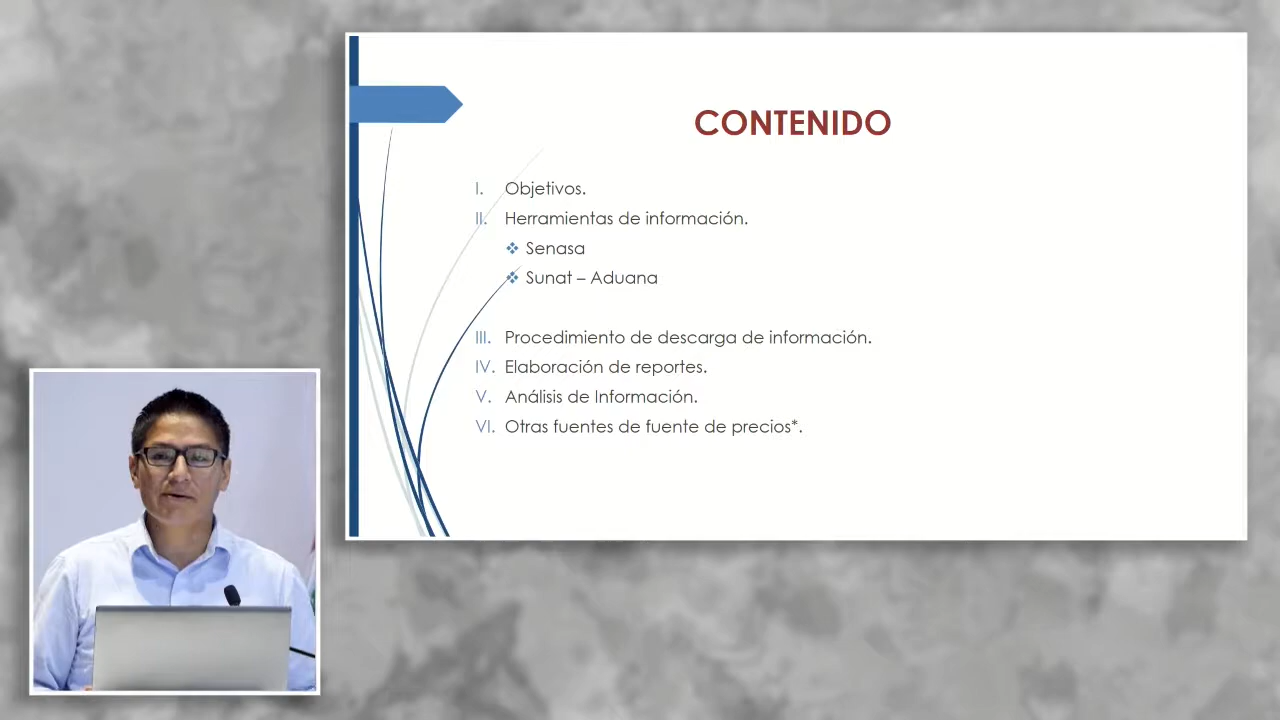 CONTENIDO
I. Objetivos.
II. Herramientas de información.
❖ Senasa
❖ Sunat – Aduana
III. Procedimiento de descarga de información.
IV. Elaboración de reportes.
V. Análisis de Información.
VI. Otras fuentes de fuente de precios*.